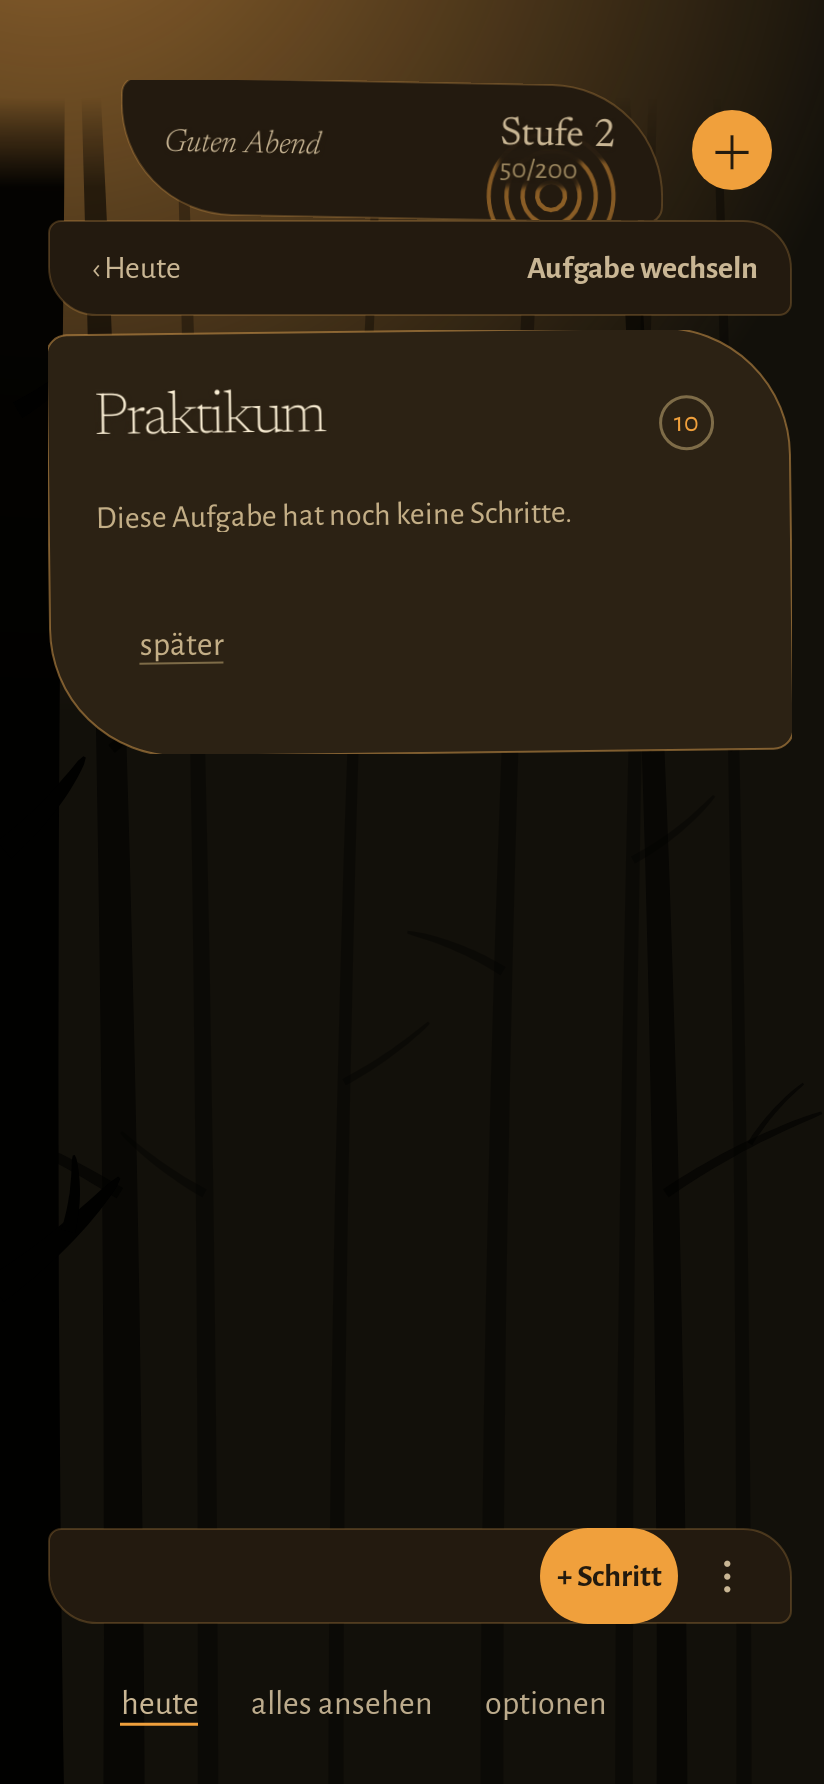 Guten Abend
Stufe 2
50/200
‹ Heute
Aufgabe wechseln
Praktikum
10
Diese Aufgabe hat noch keine Schritte.
später
+ Schritt
heute
alles ansehen
optionen